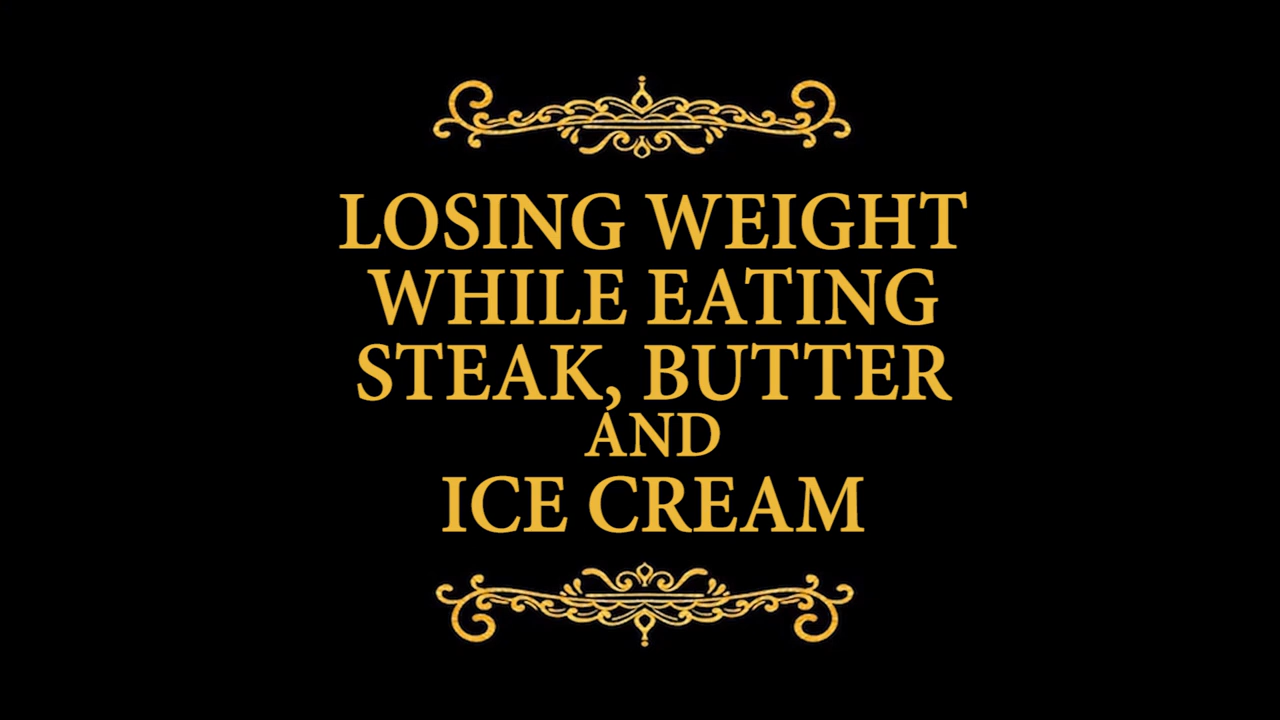 LOSING WEIGHT
WHILE EATING
STEAK, BUTTER
AND
ICE CREAM